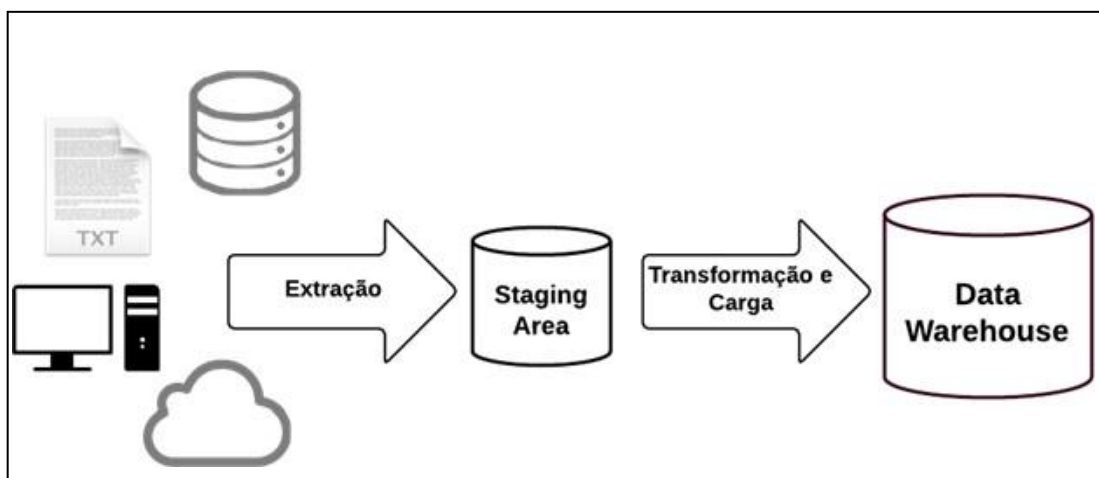 TXT
Extração
Staging
Area
Transformação e
Carga
Data
Warehouse